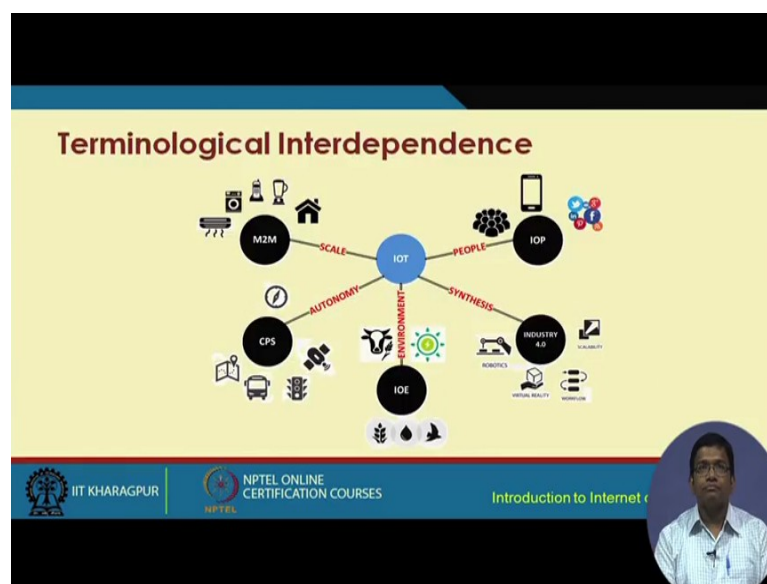 Terminological Interdependence
M2M
SCALE
IOT
PEOPLE
IOP
AUTONOMY
ENVIRONMENT
SYNTHESIS
CPS
IOE
INDUSTRY
4.0
SCALABILITY
ROBOTICS
VIRTUAL REALITY
WORKFLOW
IIT KHARAGPUR
NPTEL
NPTEL ONLINE
CERTIFICATION COURSES
Introduction to Internet